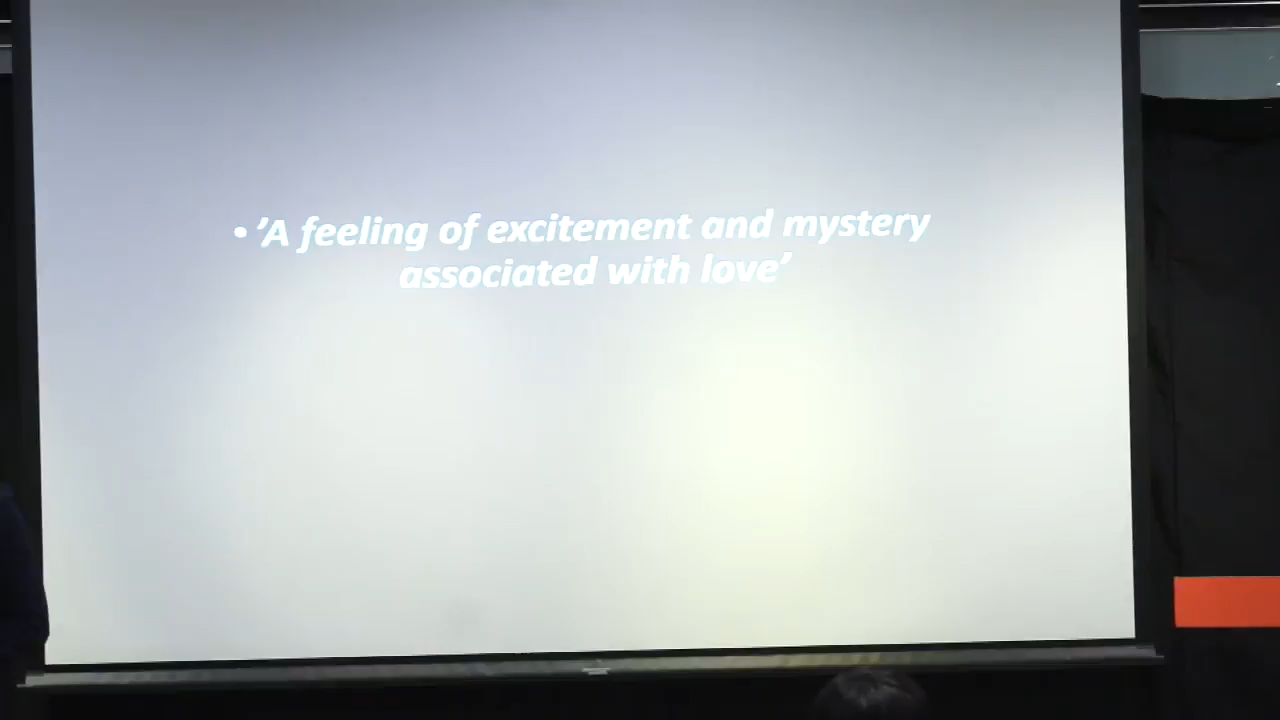 • 'A feeling of excitement and mystery
associated with love'